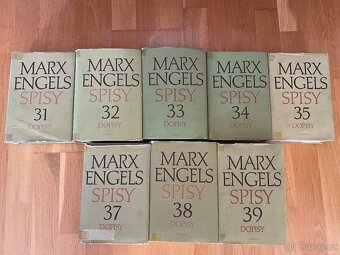 MARX
ENGELS
SPISY
31
DOPISY
MARX
ENGELS
SPISY
32
DOPISY
MARX
ENGELS
SPISY
33
DOPISY
MARX
ENGELS
SPISY
34
DOPISY
MARX
ENGELS
SPISY
35
DOPISY
MARX
ENGELS
SPISY
37
DOPISY
MARX
ENGELS
SPISY
38
DOPISY
MARX
ENGELS
SPISY
39
DOPISY